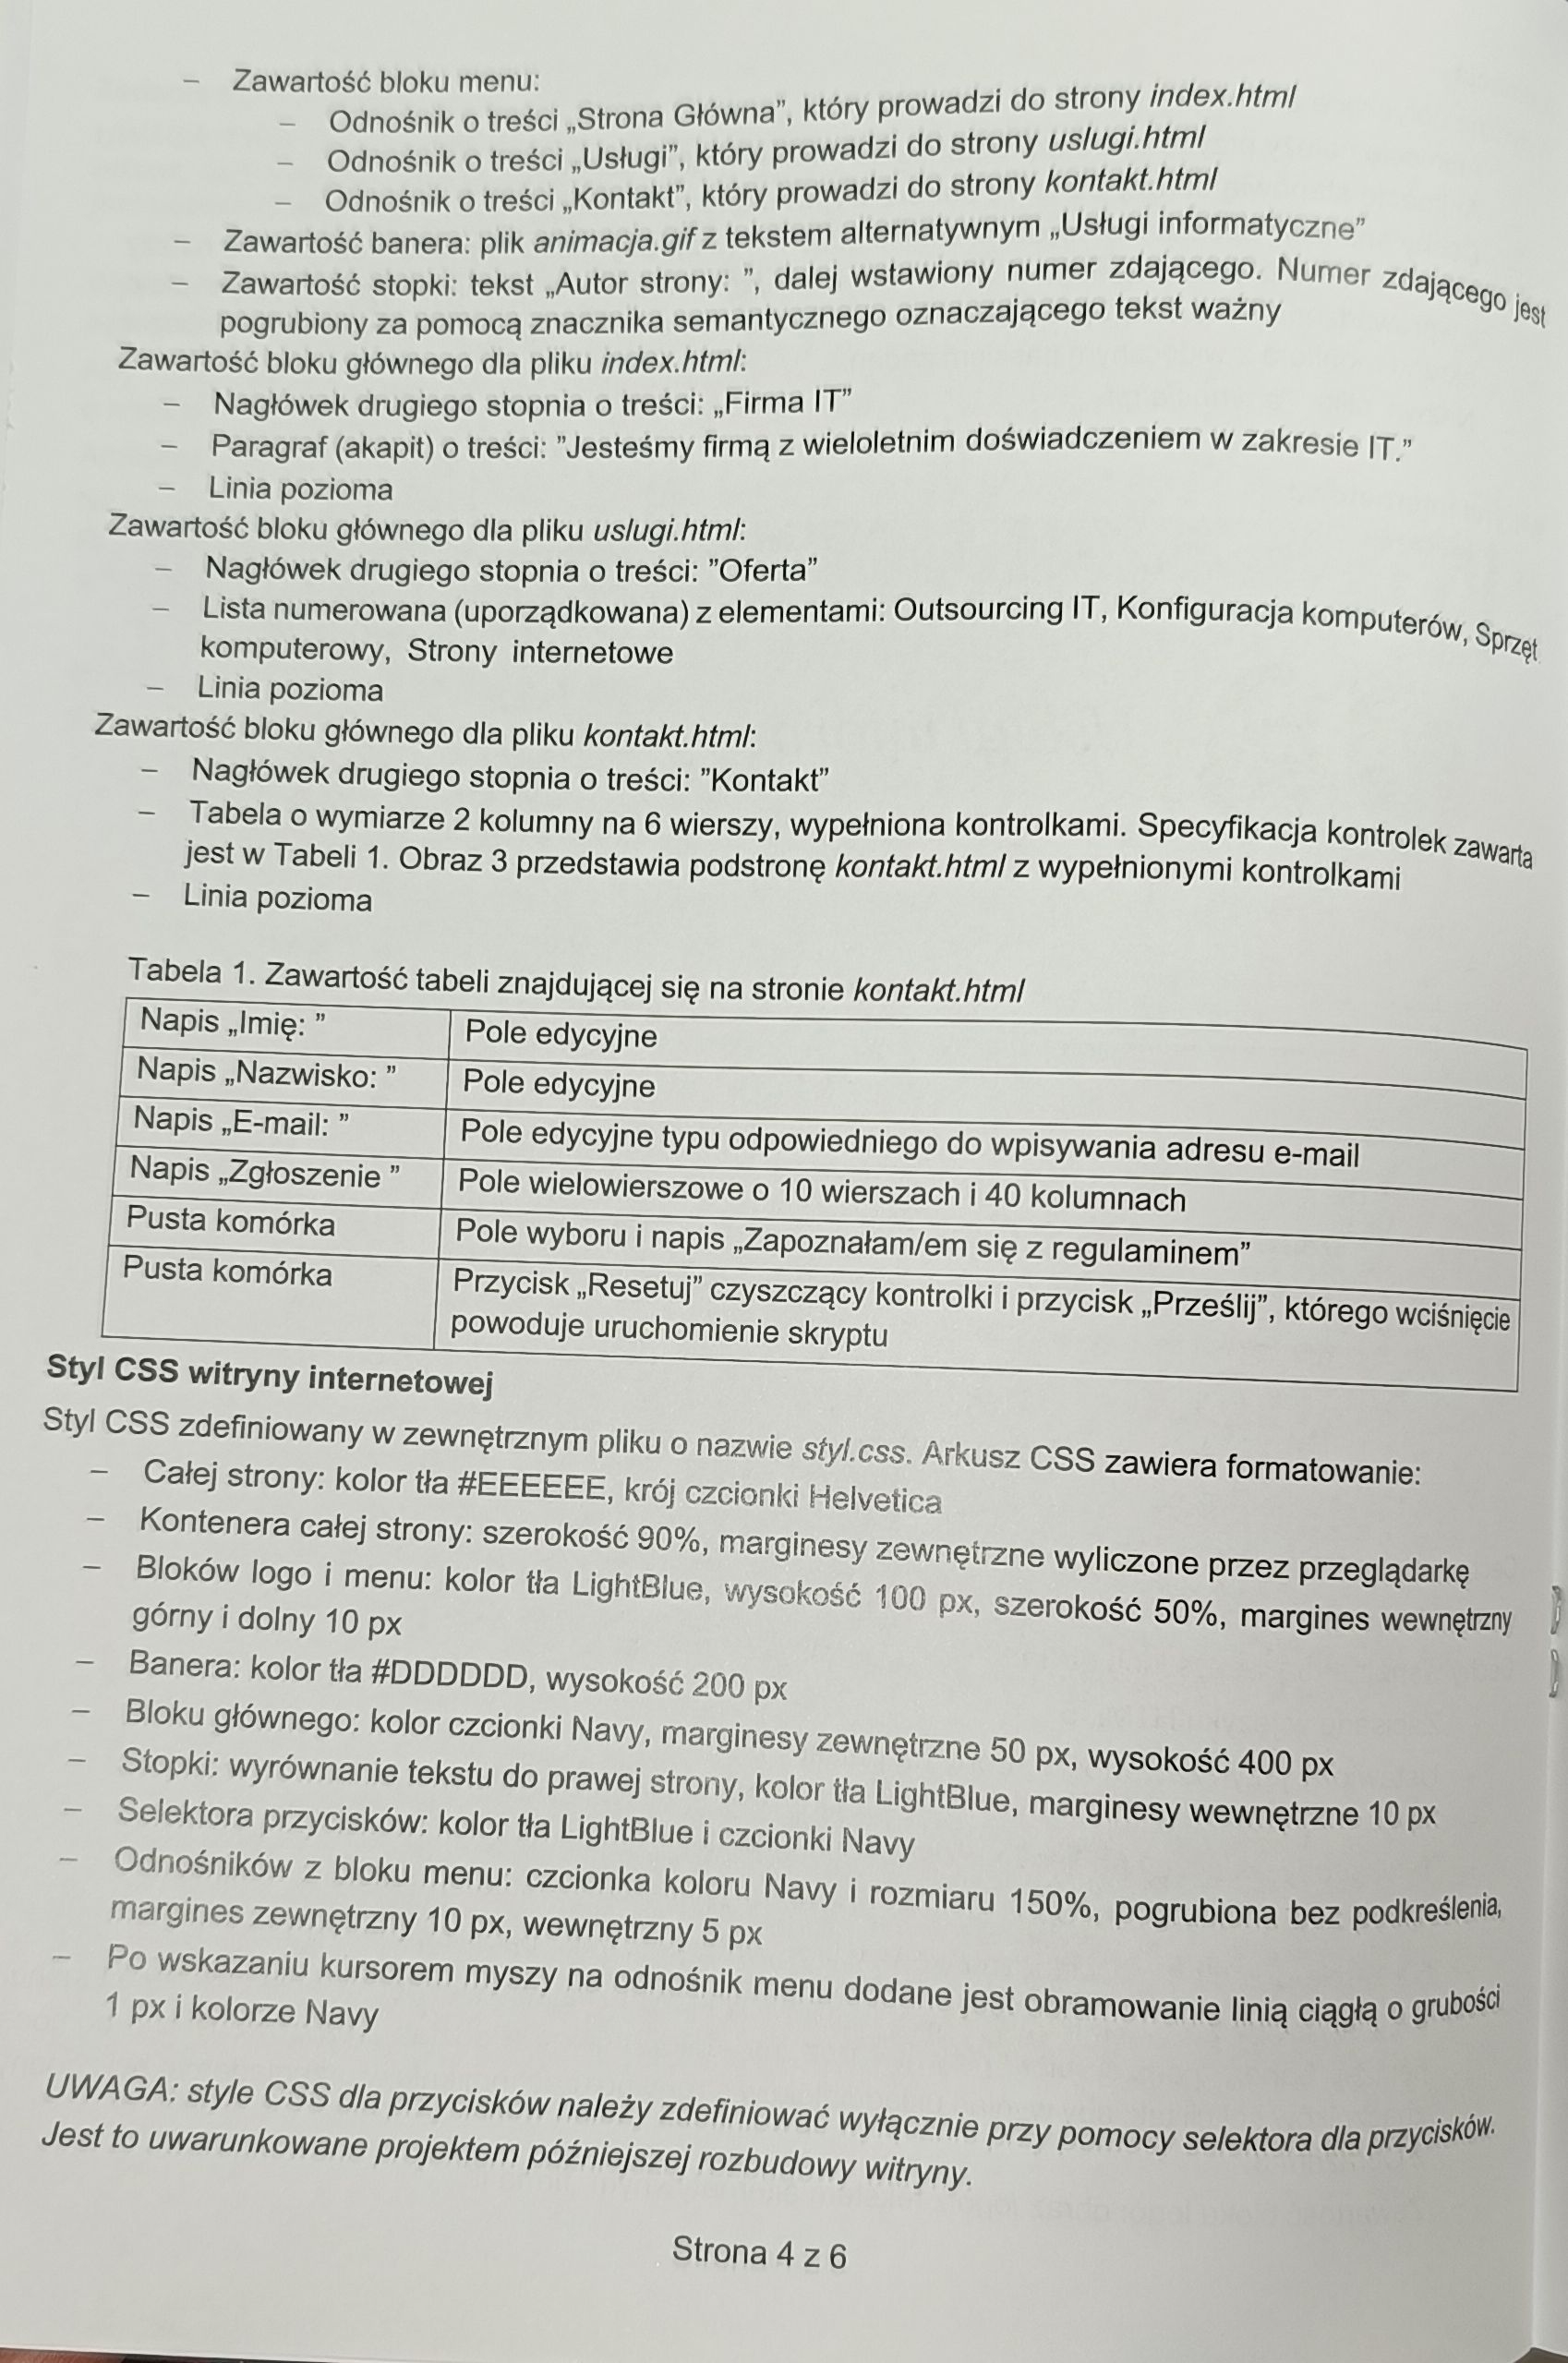 – Zawartość bloku menu:
– Odnośnik o treści „Strona Główna”, który prowadzi do strony index.html
– Odnośnik o treści „Usługi”, który prowadzi do strony uslugi.html
– Odnośnik o treści „Kontakt”, który prowadzi do strony kontakt.html
– Zawartość banera: plik animacja.gif z tekstem alternatywnym „Usługi informatyczne”
– Zawartość stopki: tekst „Autor strony: ”, dalej wstawiony numer zdającego. Numer zdającego jest
pogrubiony za pomocą znacznika semantycznego oznaczającego tekst ważny
Zawartość bloku głównego dla pliku index.html:
– Nagłówek drugiego stopnia o treści: „Firma IT”
– Paragraf (akapit) o treści: ”Jesteśmy firmą z wieloletnim doświadczeniem w zakresie IT.”
– Linia pozioma
Zawartość bloku głównego dla pliku uslugi.html:
– Nagłówek drugiego stopnia o treści: ”Oferta”
– Lista numerowana (uporządkowana) z elementami: Outsourcing IT, Konfiguracja komputerów, Sprzęt
komputerowy, Strony internetowe
– Linia pozioma
Zawartość bloku głównego dla pliku kontakt.html:
– Nagłówek drugiego stopnia o treści: ”Kontakt”
– Tabela o wymiarze 2 kolumny na 6 wierszy, wypełniona kontrolkami. Specyfikacja kontrolek zawarta
jest w Tabeli 1. Obraz 3 przedstawia podstronę kontakt.html z wypełnionymi kontrolkami
– Linia pozioma
Tabela 1. Zawartość tabeli znajdującej się na stronie kontakt.html
Napis „Imię: ” Pole edycyjne
Napis „Nazwisko: ” Pole edycyjne
Napis „E-mail: ” Pole edycyjne typu odpowiedniego do wpisywania adresu e-mail
Napis „Zgłoszenie ” Pole wielowierszowe o 10 wierszach i 40 kolumnach
Pusta komórka Pole wyboru i napis „Zapoznałam/em się z regulaminem”
Pusta komórka Przycisk „Resetuj” czyszczący kontrolki i przycisk „Prześlij”, którego wciśnięcie
powoduje uruchomienie skryptu
Styl CSS witryny internetowej
Styl CSS zdefiniowany w zewnętrznym pliku o nazwie styl.css. Arkusz CSS zawiera formatowanie:
– Całej strony: kolor tła #EEEEEE, krój czcionki Helvetica
– Kontenera całej strony: szerokość 90%, marginesy zewnętrzne wyliczone przez przeglądarkę
– Bloków logo i menu: kolor tła LightBlue, wysokość 100 px, szerokość 50%, margines wewnętrzny
górny i dolny 10 px
– Banera: kolor tła #DDDDDD, wysokość 200 px
– Bloku głównego: kolor czcionki Navy, marginesy zewnętrzne 50 px, wysokość 400 px
– Stopki: wyrównanie tekstu do prawej strony, kolor tła LightBlue, marginesy wewnętrzne 10 px
– Selektora przycisków: kolor tła LightBlue i czcionki Navy
– Odnośników z bloku menu: czcionka koloru Navy i rozmiaru 150%, pogrubiona bez podkreślenia,
margines zewnętrzny 10 px, wewnętrzny 5 px
– Po wskazaniu kursorem myszy na odnośnik menu dodane jest obramowanie linią ciągłą o grubości
1 px i kolorze Navy
UWAGA: style CSS dla przycisków należy zdefiniować wyłącznie przy pomocy selektora dla przycisków.
Jest to uwarunkowane projektem późniejszej rozbudowy witryny.
Strona 4 z 6